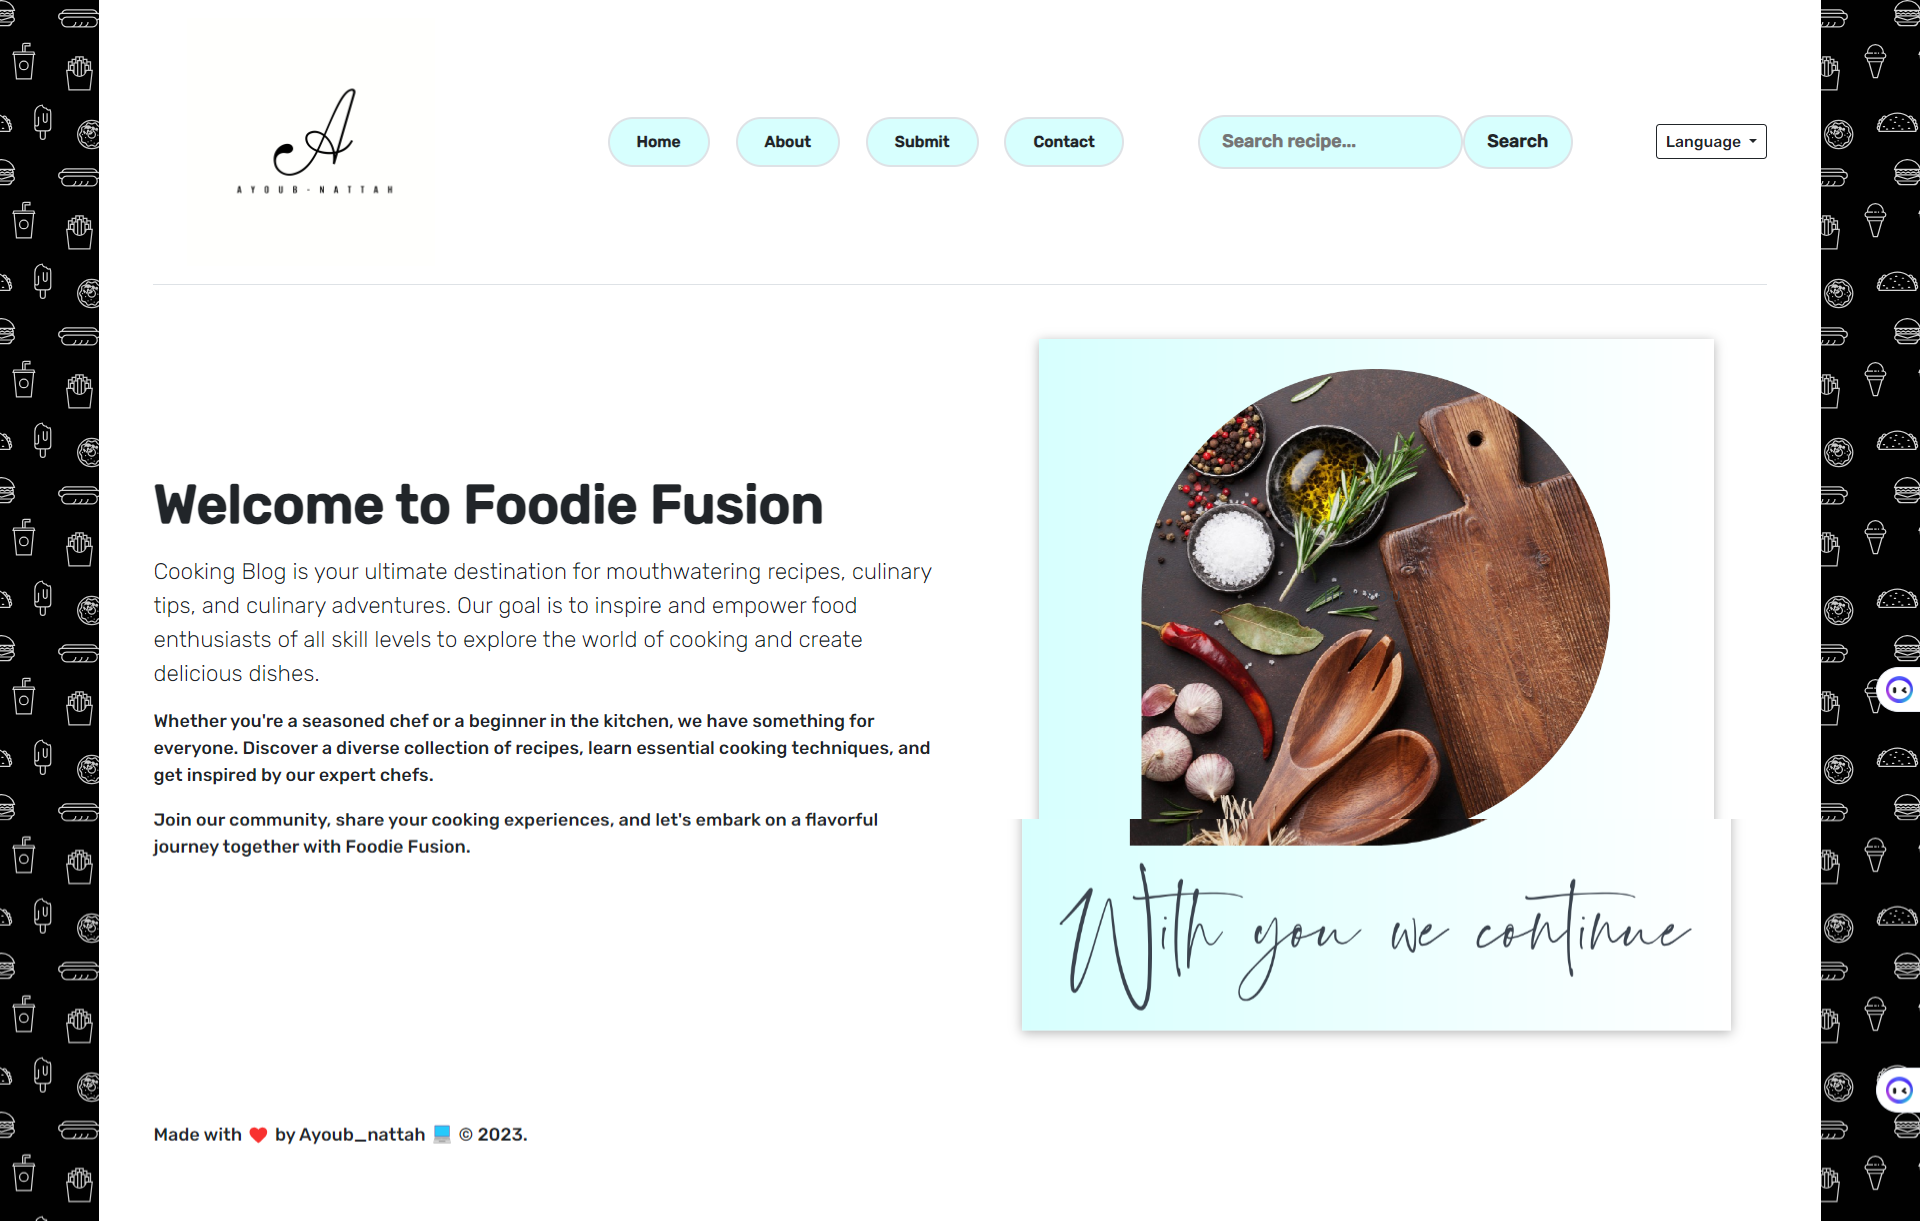 A
AYOUB-NATTAH
Home
About
Submit
Contact
Search recipe...
Search
Language
Welcome to Foodie Fusion
Cooking Blog is your ultimate destination for mouthwatering recipes, culinary
tips, and culinary adventures. Our goal is to inspire and empower food
enthusiasts of all skill levels to explore the world of cooking and create
delicious dishes.
Whether you're a seasoned chef or a beginner in the kitchen, we have something for
everyone. Discover a diverse collection of recipes, learn essential cooking techniques, and
get inspired by our expert chefs.
Join our community, share your cooking experiences, and let's embark on a flavorful
journey together with Foodie Fusion.
With you we continue
Made with ❤️ by Ayoub_nattah 💻 © 2023.